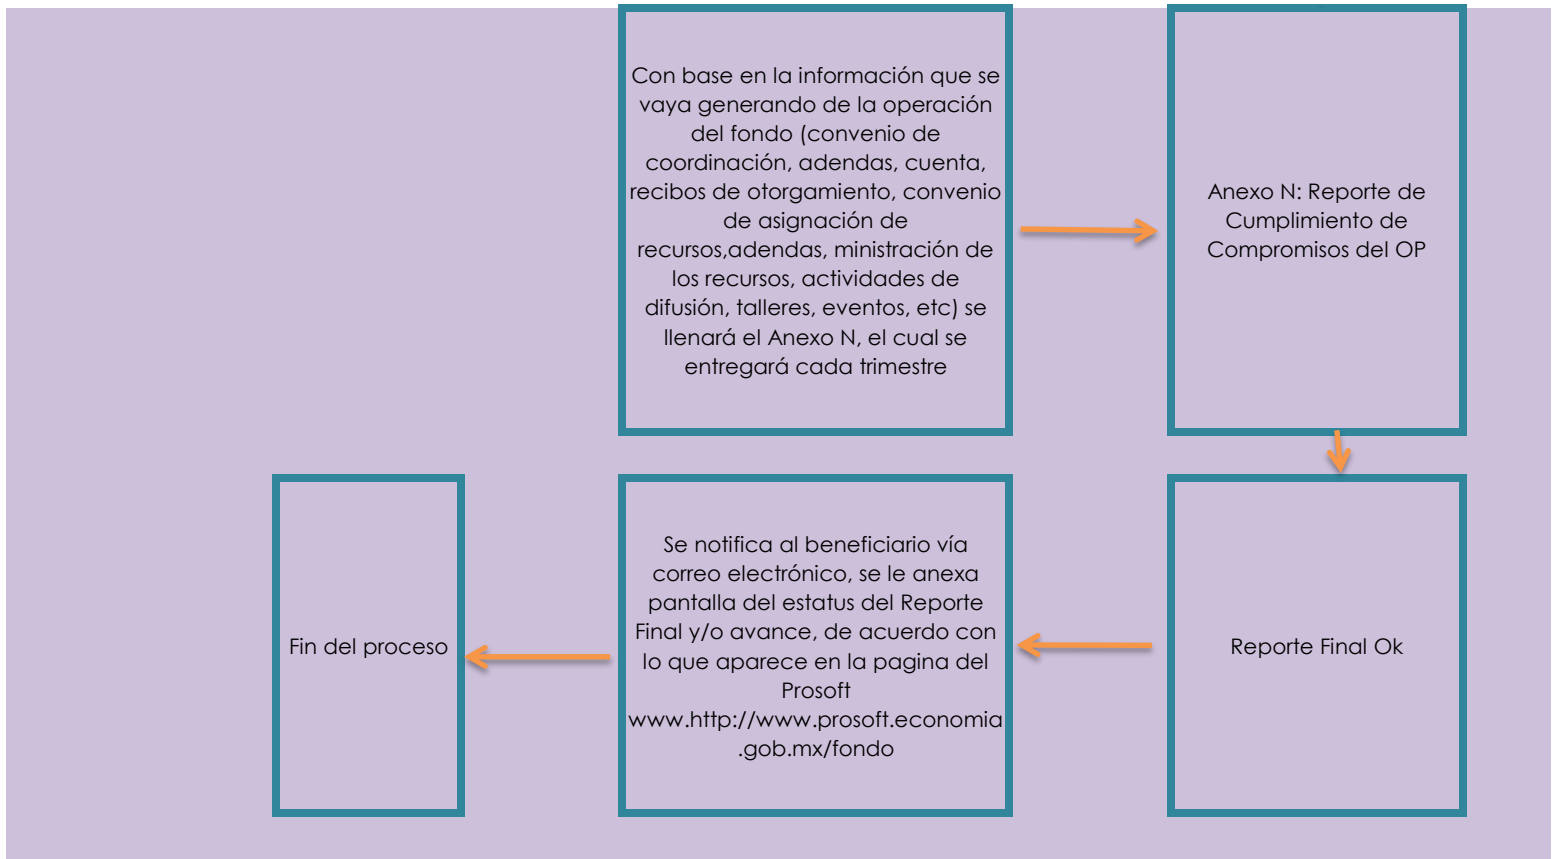 Con base en la información que se
vaya generando de la operación
del fondo (convenio de
coordinación, adendas, cuenta,
recibos de otorgamiento, convenio
de asignación de
recursos,adendas, ministración de
los recursos, actividades de
difusión, talleres, eventos, etc) se
llenará el Anexo N, el cual se
entregará cada trimestre
Anexo N: Reporte de
Cumplimiento de
Compromisos del OP
Reporte Final Ok
Se notifica al beneficiario vía
correo electrónico, se le anexa
pantalla del estatus del Reporte
Final y/o avance, de acuerdo con
lo que aparece en la pagina del
Prosoft
www.http://www.prosoft.economia
.gob.mx/fondo
Fin del proceso